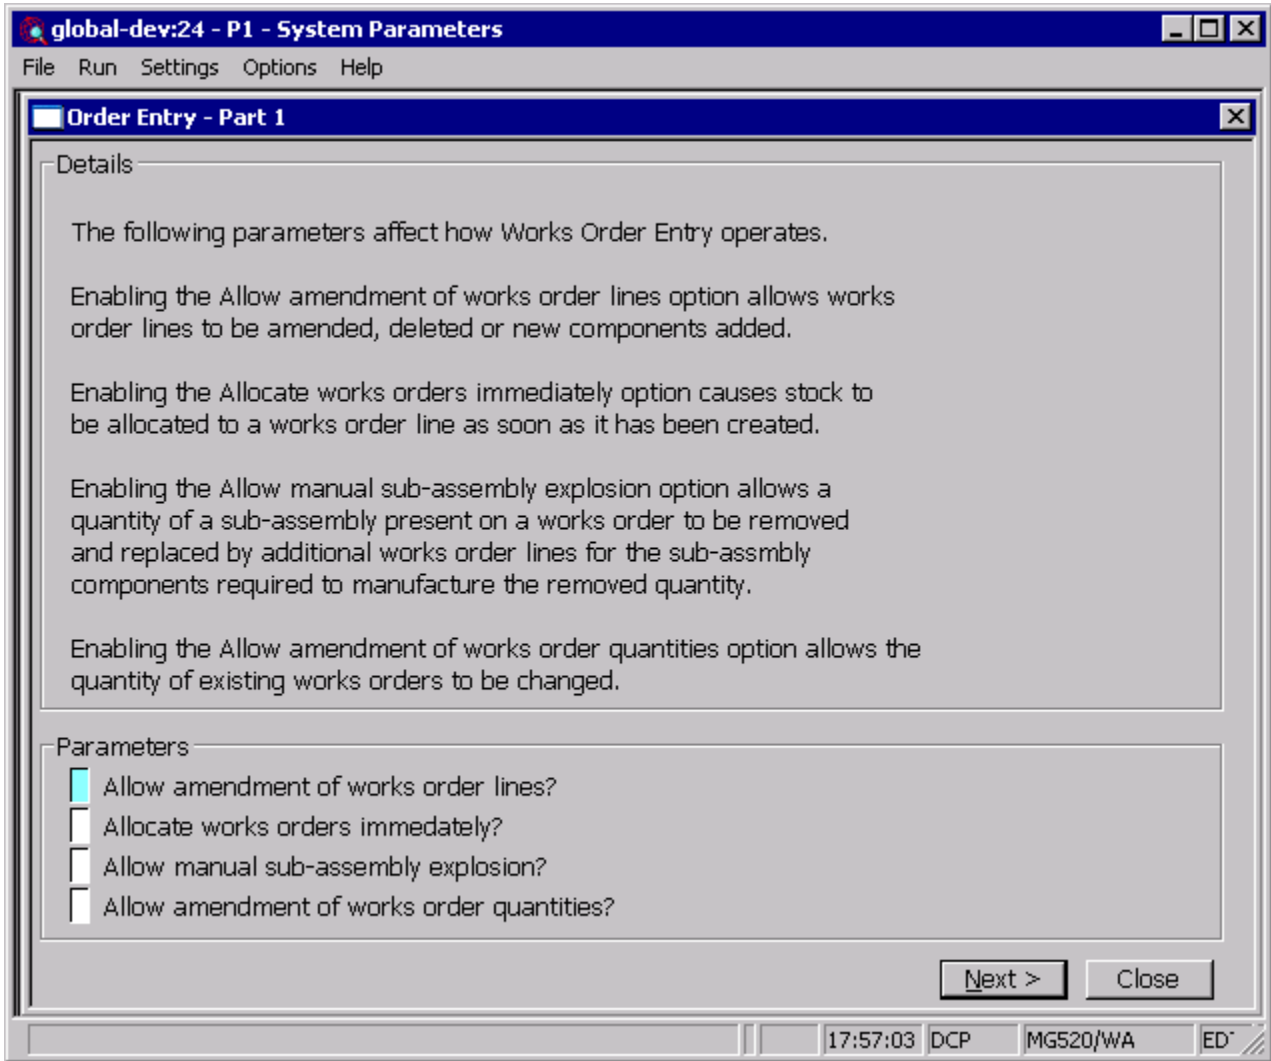 global-dev:24 - P1 - System Parameters
File Run Settings Options Help
Order Entry - Part 1
Details
The following parameters affect how Works Order Entry operates.
Enabling the Allow amendment of works order lines option allows works
order lines to be amended, deleted or new components added.
Enabling the Allocate works orders immediately option causes stock to
be allocated to a works order line as soon as it has been created.
Enabling the Allow manual sub-assembly explosion option allows a
quantity of a sub-assembly present on a works order to be removed
and replaced by additional works order lines for the sub-assmbly
components required to manufacture the removed quantity.
Enabling the Allow amendment of works order quantities option allows the
quantity of existing works orders to be changed.
Parameters
Allow amendment of works order lines?
Allocate works orders immedately?
Allow manual sub-assembly explosion?
Allow amendment of works order quantities?
Next > Close
17:57:03 DCP MG520/WA ED